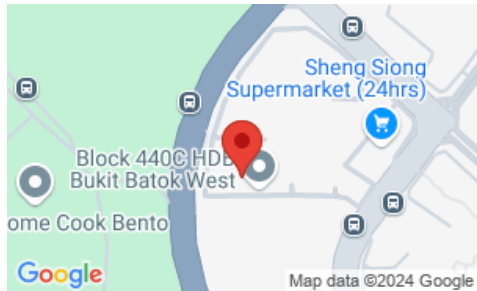 Sheng Siong
Supermarket (24hrs)
Block 440C HDB
Bukit Batok West
ome Cook Bento
Google
Map data ©2024 Google